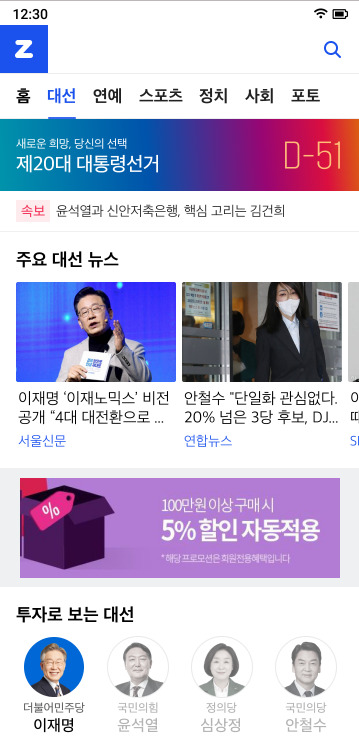 12:30
z
홈 대선 연예 스포츠 정치 사회 포토
새로운 희망, 당신의 선택
제20대 대통령선거
D-51
속보 윤석열과 신안저축은행, 핵심 고리는 김건희
주요 대선 뉴스
이재명 ‘이재노믹스’ 비전
공개 “4대 대전환으로 ...
서울신문
안철수 "단일화 관심없다.
20% 넘은 3당 후보, DJ...
연합뉴스
%
100만원 이상 구매 시
5% 할인 자동적용
*해당 프로모션은 회원전용혜택입니다
투자로 보는 대선
더불어민주당
이재명
국민의힘
윤석열
정의당
심상정
국민의당
안철수